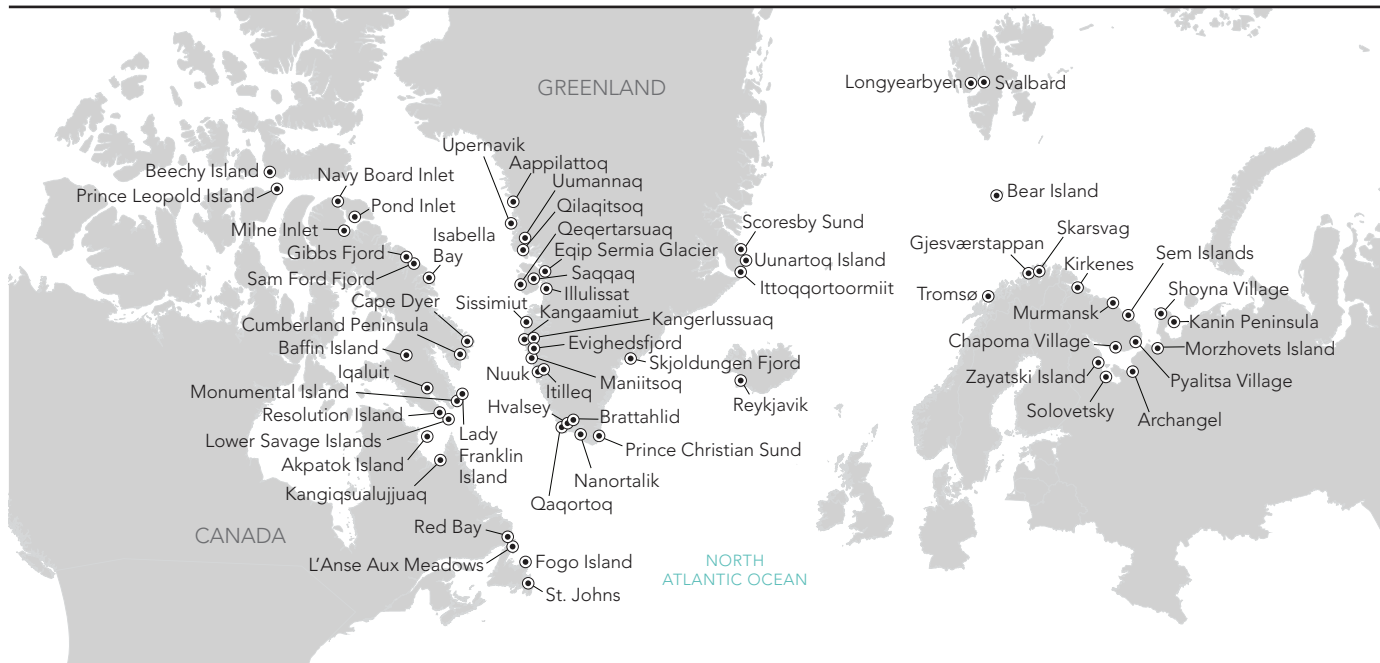 GREENLAND
Longyearbyen
Svalbard
Upernavik
Aappilattoq
Beechy Island
Navy Board Inlet
Uumannaq
Prince Leopold Island
Bear Island
Pond Inlet
Qilaqitsoq
Milne Inlet
Isabella
Bay
Qeqertarsuaq
Scoresby Sund
Skarsvag
Gjesværstappan
Gibbs Fjord
Eqip Sermia Glacier
Uunartoq Island
Kirkenes
Sem Islands
Sam Ford Fjord
Saqqaq
Ittoqqortoormiit
Shoyna Village
Cape Dyer
Sissimiut
Illulissat
Tromsø
Kangaamiut
Murmansk
Kanin Peninsula
Cumberland Peninsula
Kangerlussuaq
Chapoma Village
Baffin Island
Evighedsfjord
Morzhovets Island
Skjoldungen Fjord
Iqaluit
Nuuk
Maniitsoq
Zayatski Island
Pyalitsa Village
Monumental Island
Itilleq
Reykjavik
Solovetsky
Resolution Island
Hvalsey
Brattahlid
Archangel
Lower Savage Islands
Lady
Franklin
Island
Prince Christian Sund
Akpatok Island
Nanortalik
Kangiqsualujjuaq
Qaqortoq
CANADA
Red Bay
L'Anse Aux Meadows
Fogo Island
NORTH
ATLANTIC OCEAN
St. Johns